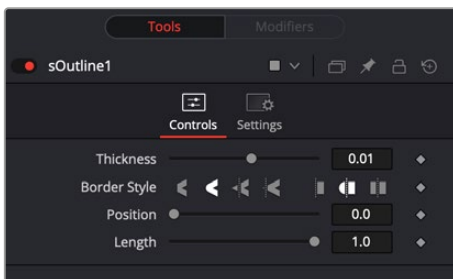 Tools Modifiers
sOutline1
Controls Settings
Thickness 0.01
Border Style
Position 0.0
Length 1.0